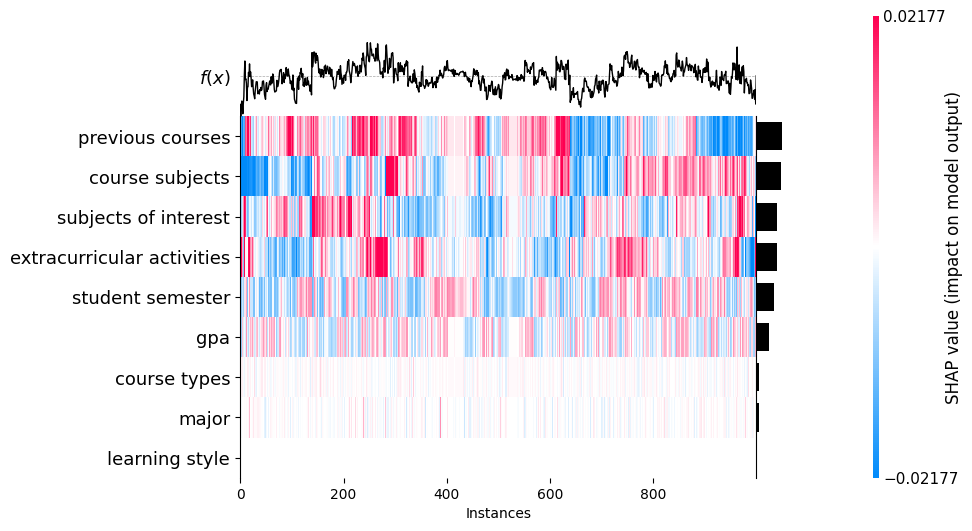 0.02177
f(x)
previous courses
course subjects
subjects of interest
extracurricular activities
student semester
gpa
course types
major
learning style
0 200 400 600 800
Instances
−0.02177
SHAP value (impact on model output)